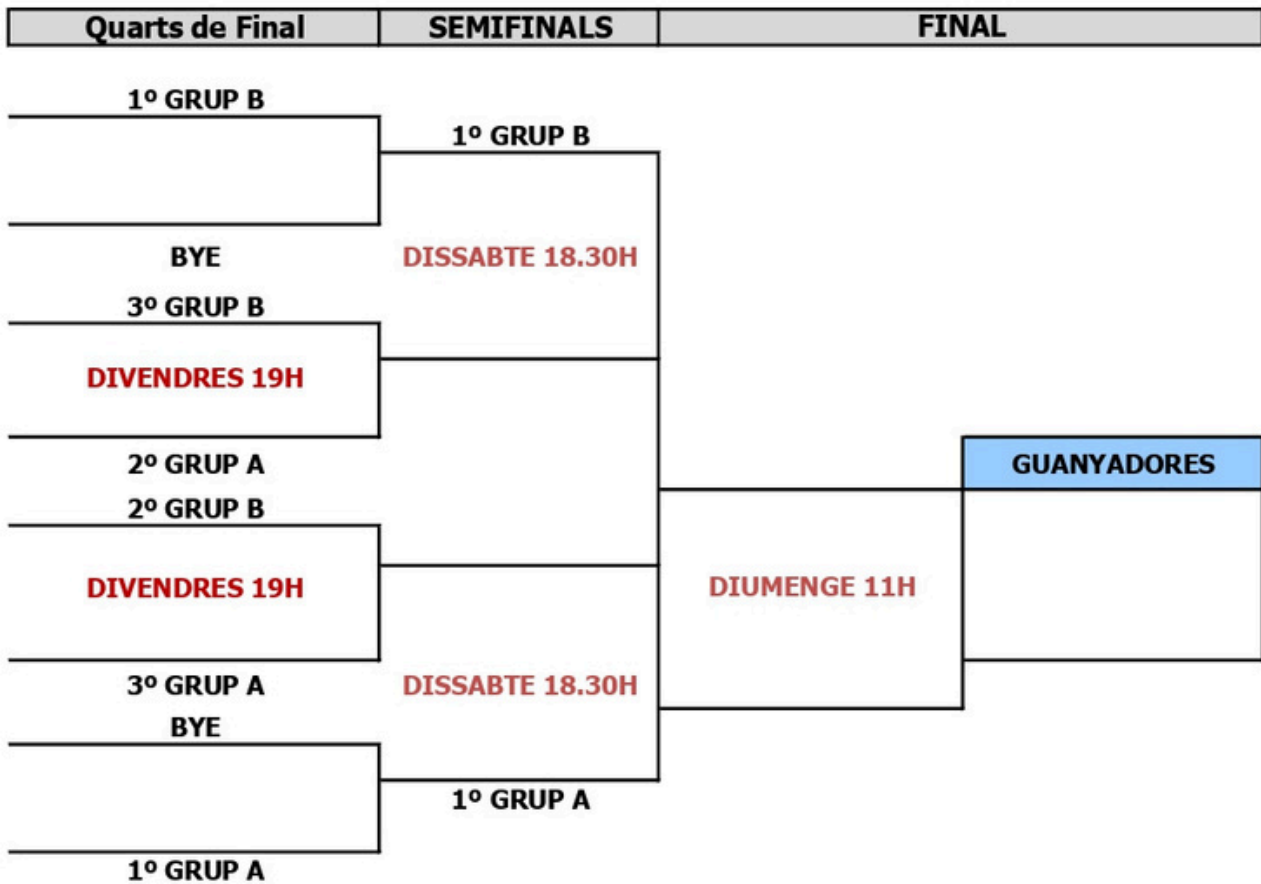 Quarts de Final SEMIFINALS FINAL
1º GRUP B
1º GRUP B
BYE DISSABTE 18.30H
3º GRUP B
DIVENDRES 19H
2º GRUP A GUANYADORES
2º GRUP B
DIVENDRES 19H DIUMENGE 11H
3º GRUP A DISSABTE 18.30H
BYE
1º GRUP A
1º GRUP A